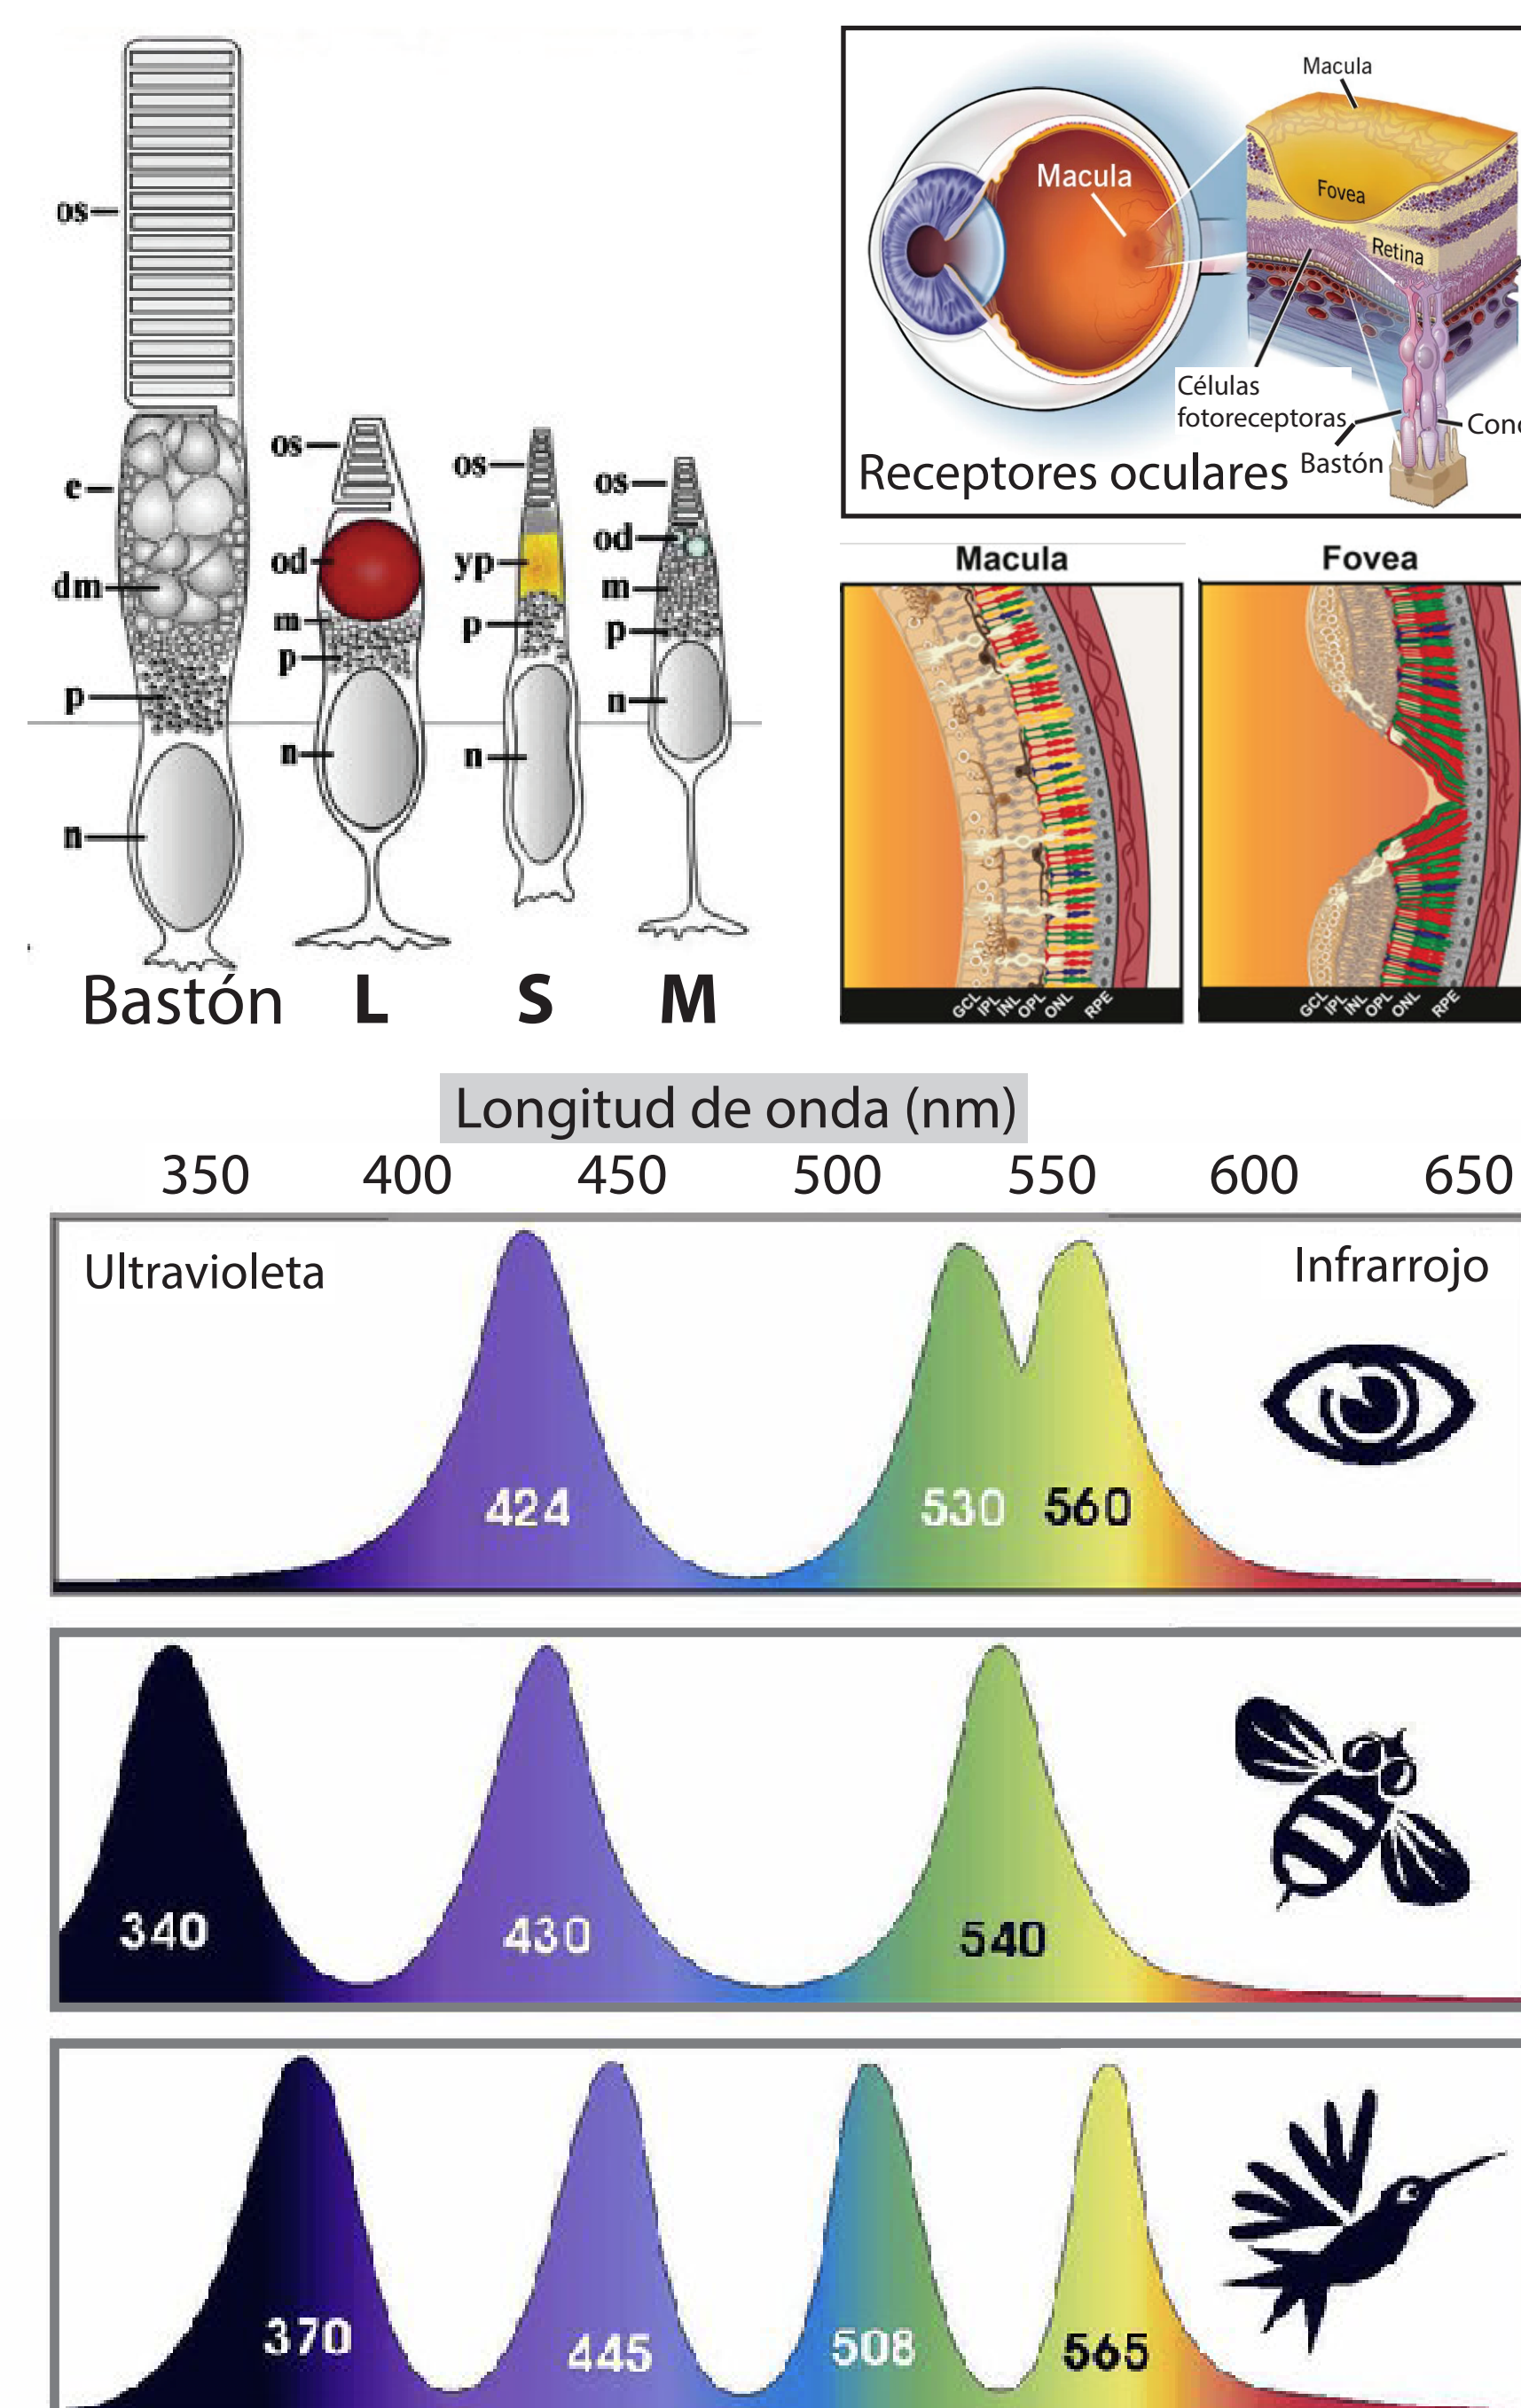 os
e
dm
p
n
os
od
m
p
n
os
yp
p
n
os
od
m
p
n
Bastón
L
S
M
Macula
Macula
Fovea
Retina
Células
fotoreceptoras
Bastón
Receptores oculares
Macula
GCL
IPL
INL
OPL
ONL
RPE
Fovea
GCL
IPL
INL
OPL
ONL
RPE
Longitud de onda (nm)
350 400 450 500 550 600 650
Ultravioleta
Infrarrojo
424 530 560
340 430 540
370 445 508 565